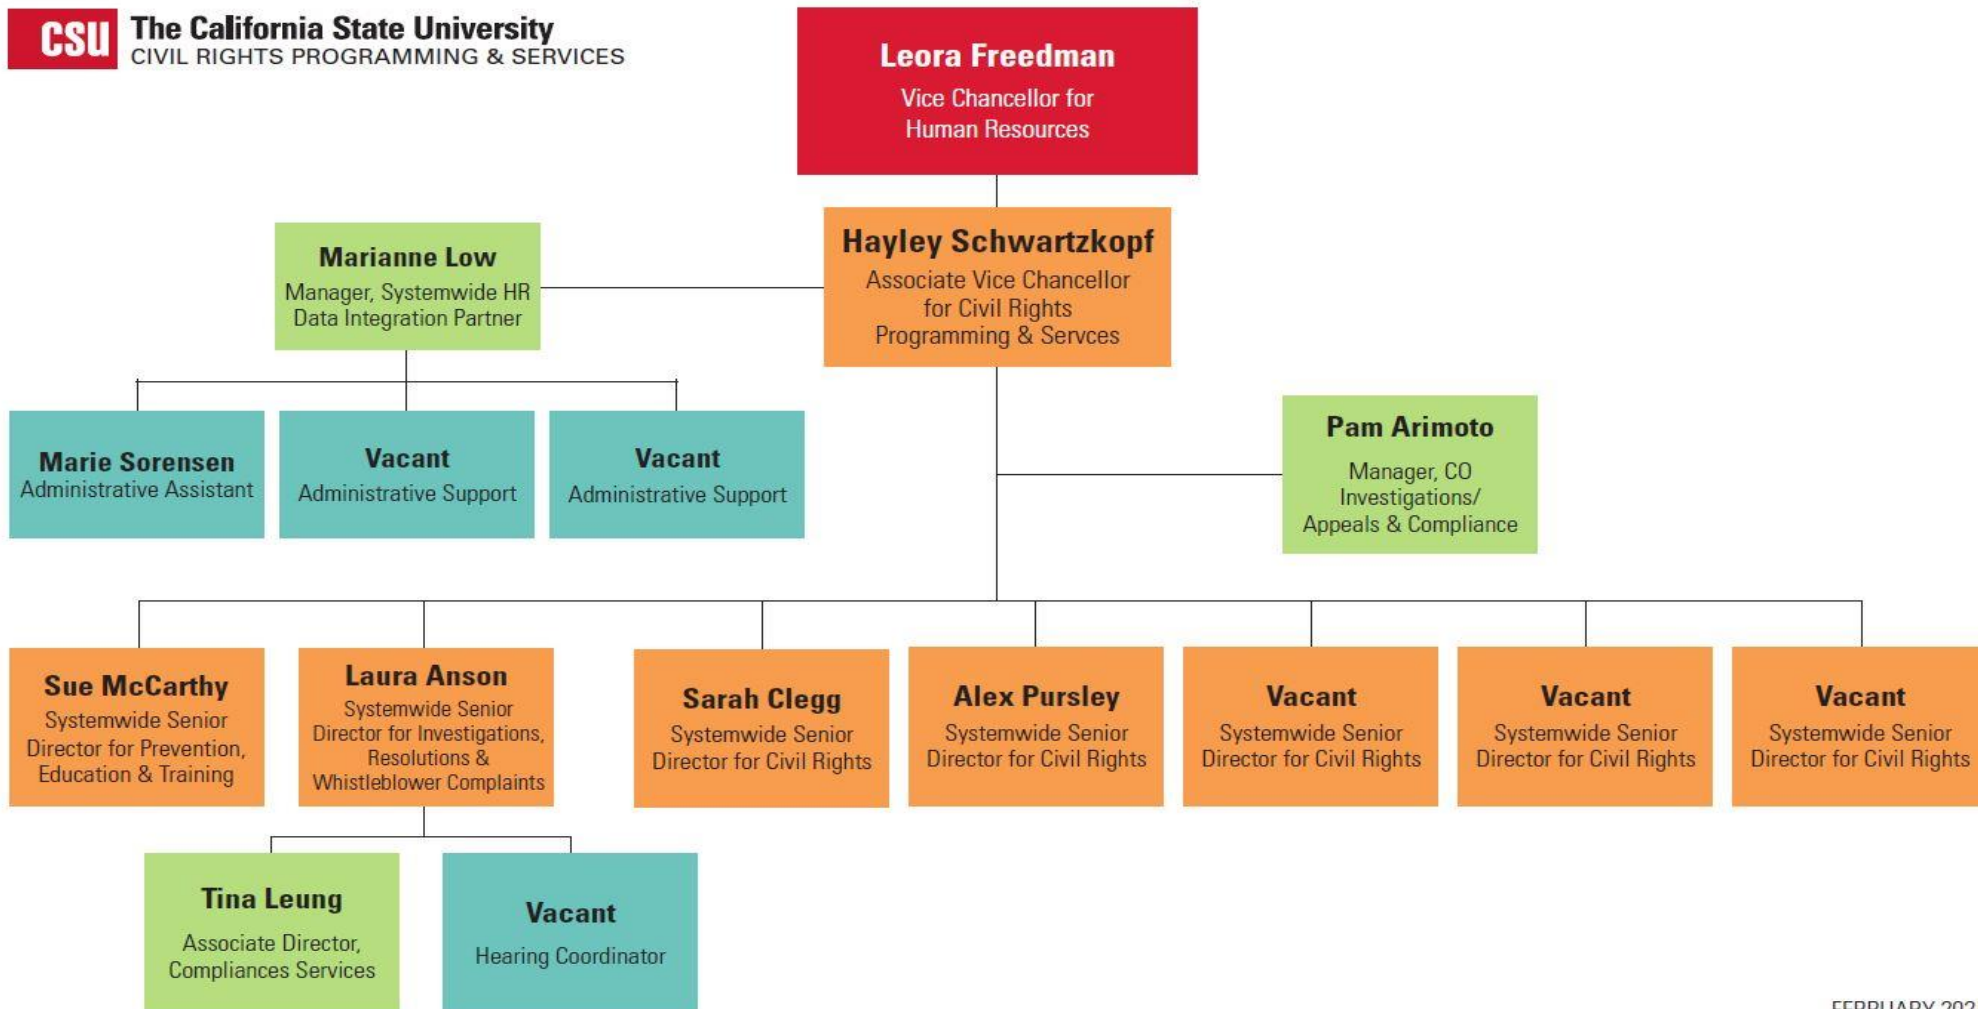 CSU
The California State University
CIVIL RIGHTS PROGRAMMING & SERVICES
Leora Freedman
Vice Chancellor for
Human Resources
Marianne Low
Manager, Systemwide HR
Data Integration Partner
Hayley Schwartzkopf
Associate Vice Chancellor
for Civil Rights
Programming & Servces
Marie Sorensen
Administrative Assistant
Vacant
Administrative Support
Vacant
Administrative Support
Pam Arimoto
Manager, CO
Investigations/
Appeals & Compliance
Sue McCarthy
Systemwide Senior
Director for Prevention,
Education & Training
Laura Anson
Systemwide Senior
Director for Investigations,
Resolutions &
Whistleblower Complaints
Sarah Clegg
Systemwide Senior
Director for Civil Rights
Alex Pursley
Systemwide Senior
Director for Civil Rights
Vacant
Systemwide Senior
Director for Civil Rights
Vacant
Systemwide Senior
Director for Civil Rights
Vacant
Systemwide Senior
Director for Civil Rights
Tina Leung
Associate Director,
Compliances Services
Vacant
Hearing Coordinator
FEBRUARY